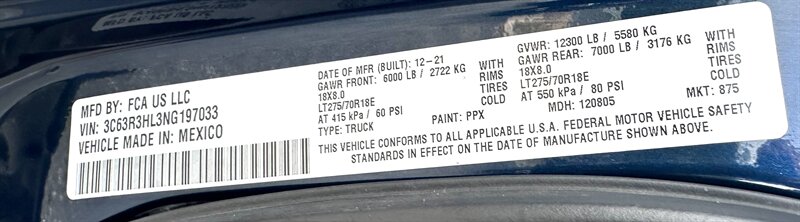 MFD BY: FCA US LLC
VIN: 3C63R3HL3NG197033
VEHICLE MADE IN: MEXICO
DATE OF MFR (BUILT): 12-21
GAWR FRONT: 6000 LB / 2722 KG
WITH
18X8.0
RIMS
LT275/70R18E
TIRES
AT 415 kPa / 60 PSI
COLD
TYPE: TRUCK
PAINT: PPX
GVWR: 12300 LB / 5580 KG
GAWR REAR: 7000 LB / 3176 KG
WITH
18X8.0
RIMS
LT275/70R18E
TIRES
AT 550 kPa / 80 PSI
COLD
MDH: 120805
MKT: 875
THIS VEHICLE CONFORMS TO ALL APPLICABLE U.S.A. FEDERAL MOTOR VEHICLE SAFETY
STANDARDS IN EFFECT ON THE DATE OF MANUFACTURE SHOWN ABOVE.